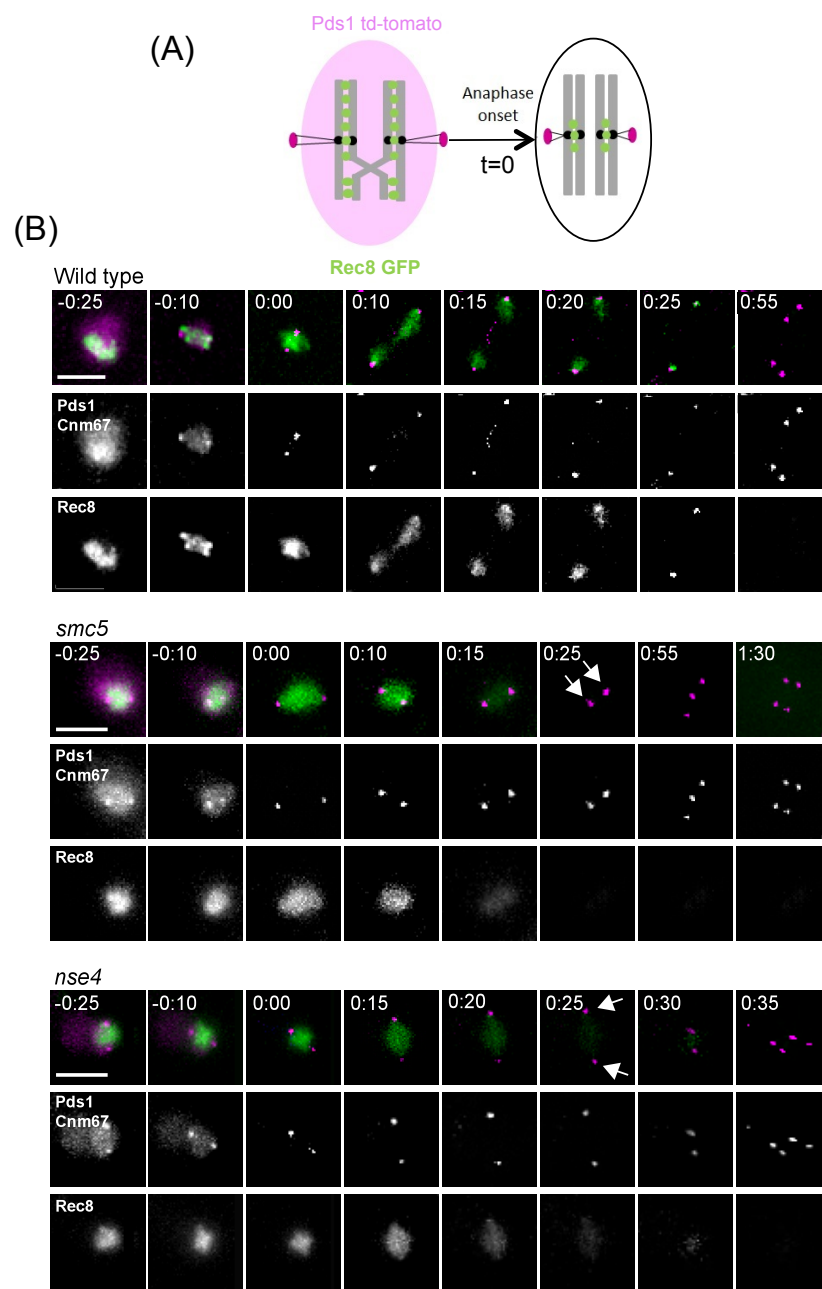 Pds1 td-tomato
(A)
Anaphase
onset
t=0
(B)
Rec8 GFP
Wild type
-0:25 -0:10 0:00 0:10 0:15 0:20 0:25 0:55
Pds1
Cnm67
Rec8
smc5
-0:25 -0:10 0:00 0:10 0:15 0:25 0:55 1:30
Pds1
Cnm67
Rec8
nse4
-0:25 -0:10 0:00 0:15 0:20 0:25 0:30 0:35
Pds1
Cnm67
Rec8